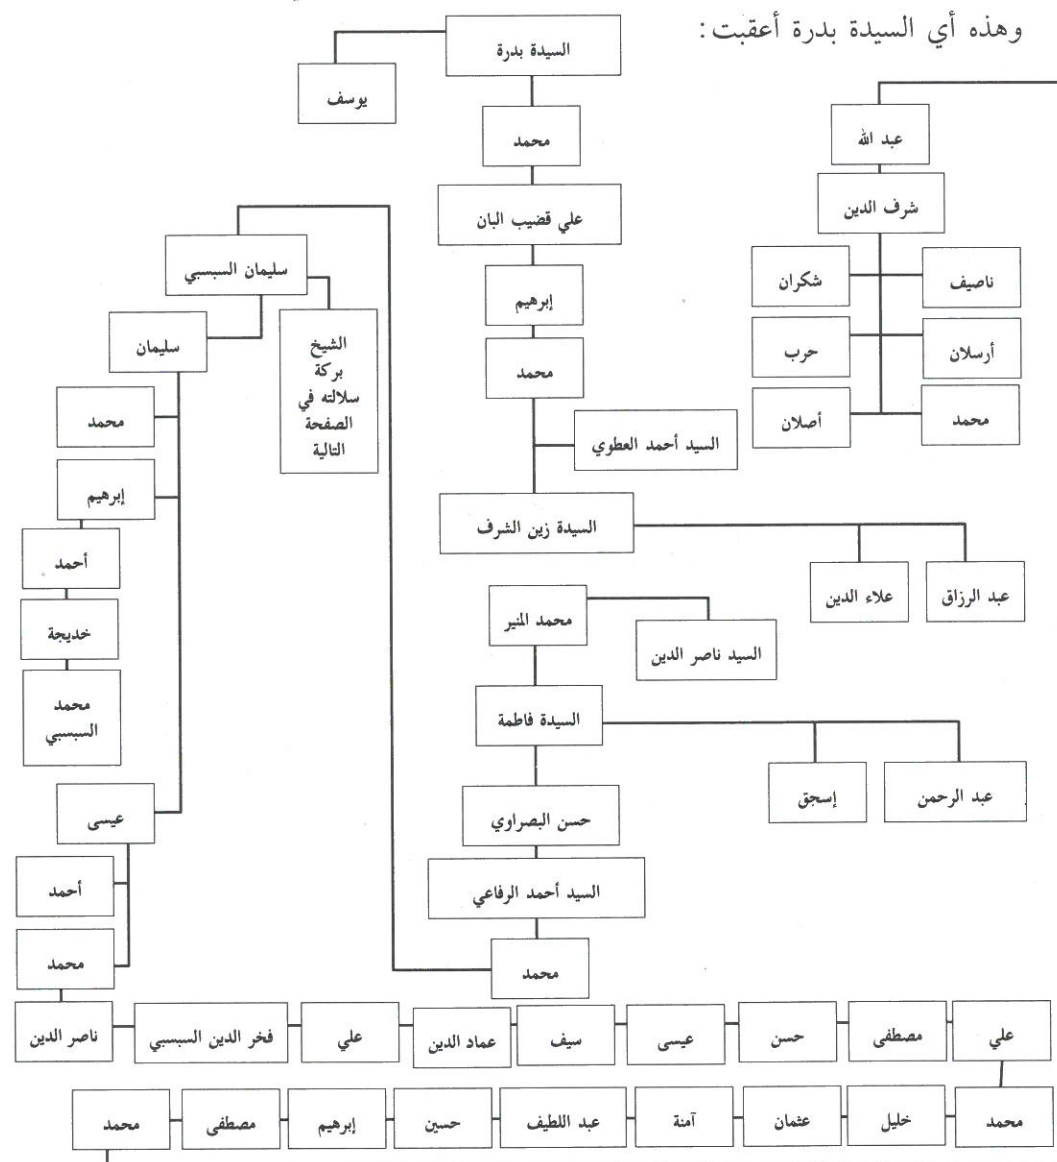 وهذه أي السيدة بدرة أعقبت:
السيدة بدرة
يوسف
محمد
علي قضيب البان
إبرهيم
محمد
السيد أحمد العطوي
السيدة زين الشرف
عبد الرزاق
علاء الدين
محمد المنير
السيد ناصر الدين
السيدة فاطمة
عبد الرحمن
إسجق
حسن البصراوي
السيد أحمد الرفاعي
محمد
عبد الله
شرف الدين
ناصيف
شكران
أرسلان
حرب
محمد
أصلان
سليمان السبسبي
الشيخ
بركة
سلالته في
الصفحة
التالية
سليمان
محمد
إبرهيم
أحمد
خديجة
محمد
السبسبي
عيسى
أحمد
محمد
ناصر الدين
فخر الدين السبسبي
علي
عماد الدين
سيف
عيسى
حسن
مصطفى
علي
محمد
خليل
عثمان
آمنة
عبد اللطيف
حسين
إبرهيم
مصطفى
محمد